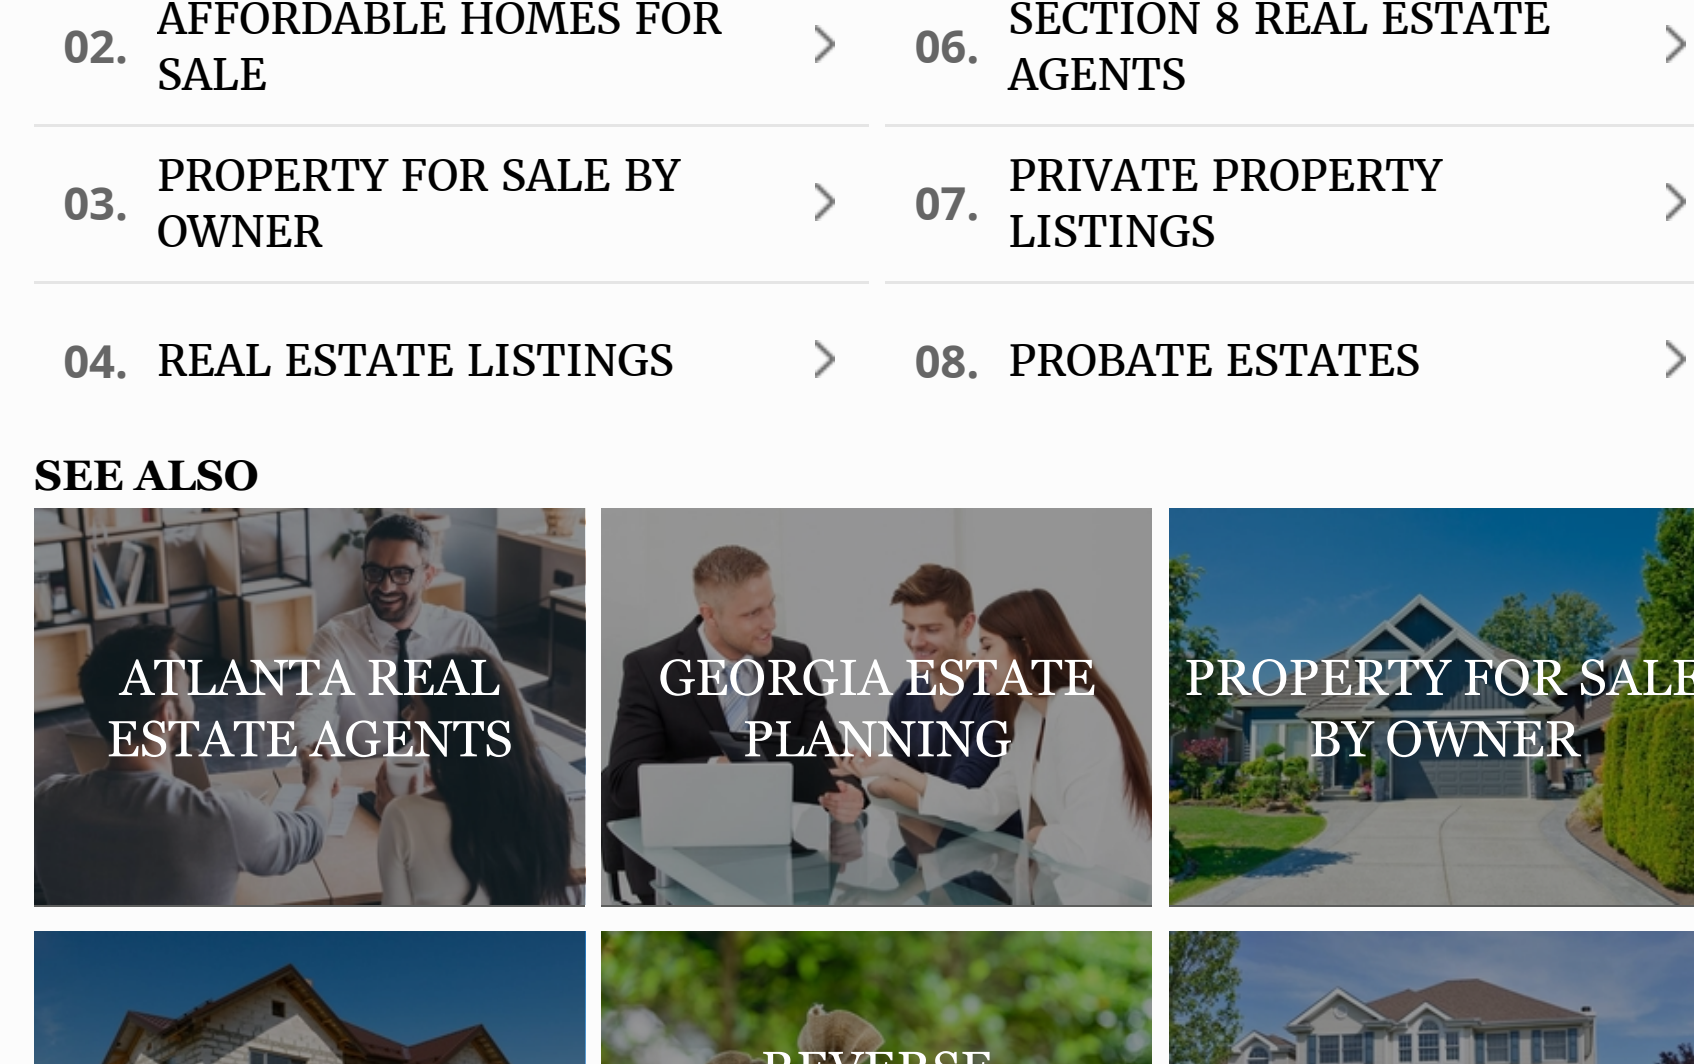 02.
AFFORDABLE HOMES FOR
SALE
06.
SECTION 8 REAL ESTATE
AGENTS
03.
PROPERTY FOR SALE BY
OWNER
07.
PRIVATE PROPERTY
LISTINGS
04.
REAL ESTATE LISTINGS
08.
PROBATE ESTATES
SEE ALSO
ATLANTA REAL
ESTATE AGENTS
GEORGIA ESTATE
PLANNING
PROPERTY FOR SALE
BY OWNER
REVERSE